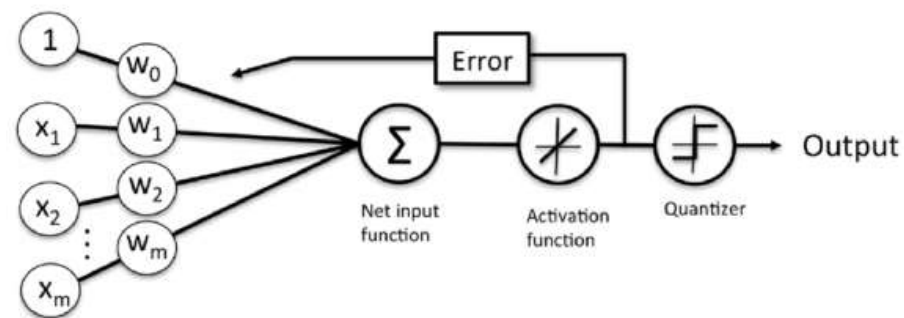 1
w0
Error
x1
w1
Σ
Output
x2
w2
Net input
function
Activation
function
Quantizer
⋮
wm
xm